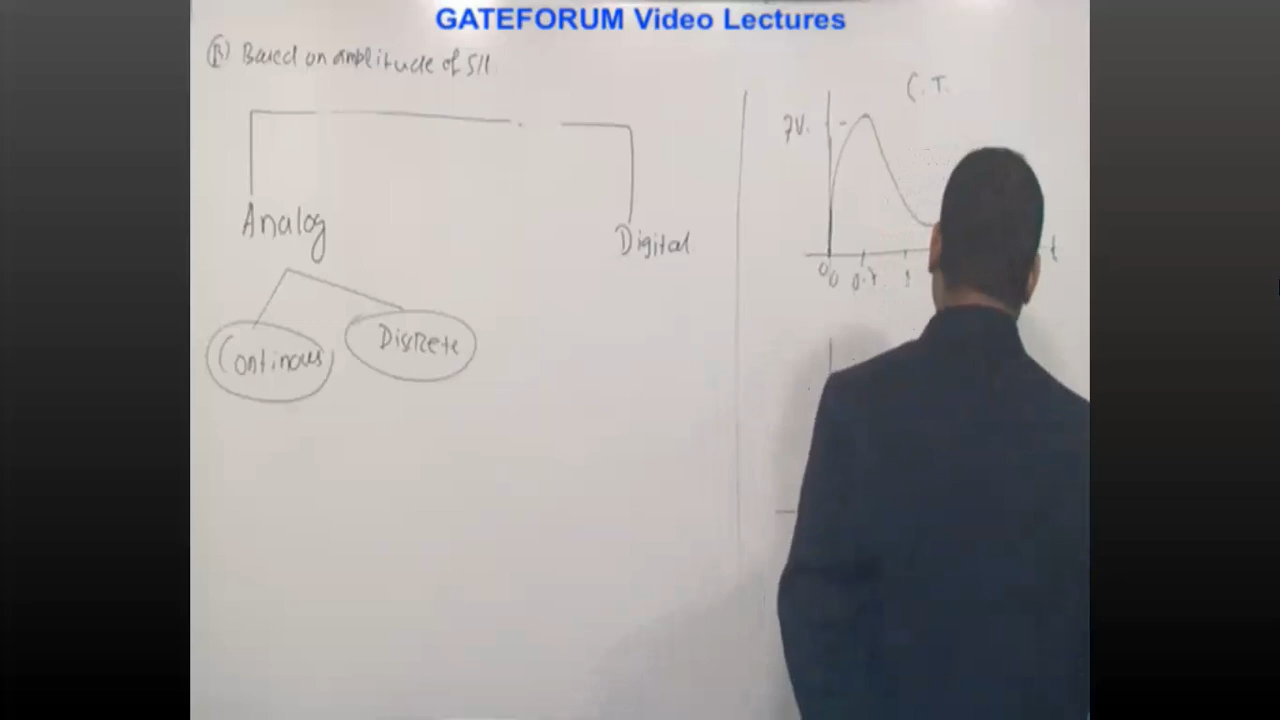 GATEFORUM Video Lectures
B) Based on amplitude of S/l.
Analog
Digital
Continous
Discrete
C.T.
7V.
0
0.7
1
t